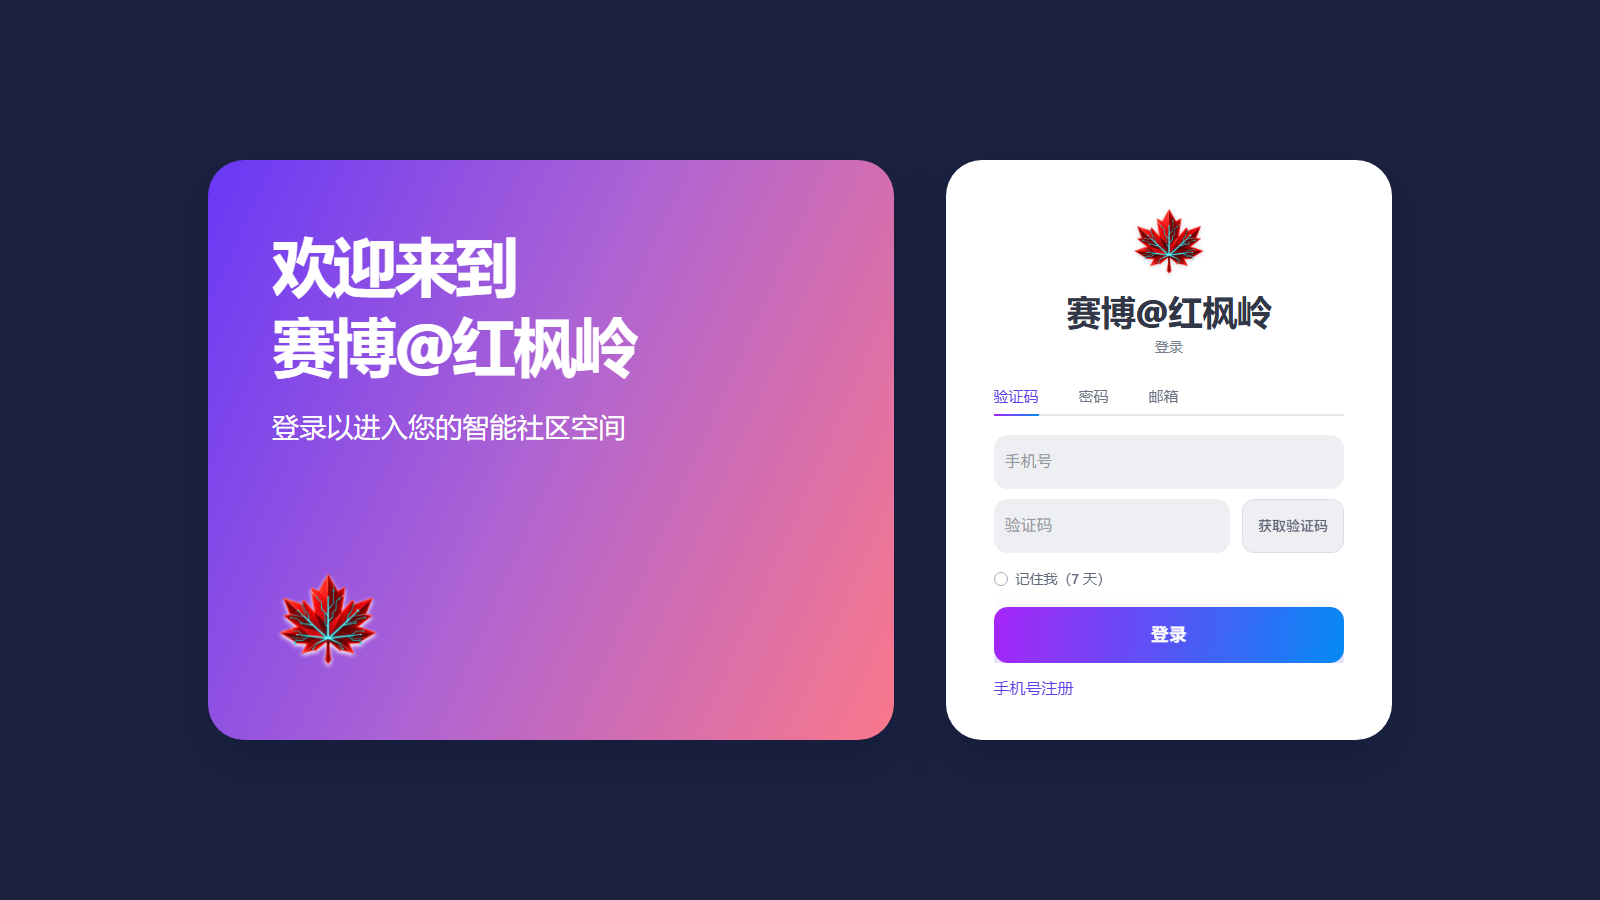 欢迎来到
赛博@红枫岭
登录以进入您的智能社区空间
赛博@红枫岭
登录
验证码 密码 邮箱
手机号
验证码 获取验证码
记住我（7 天）
登录
手机号注册